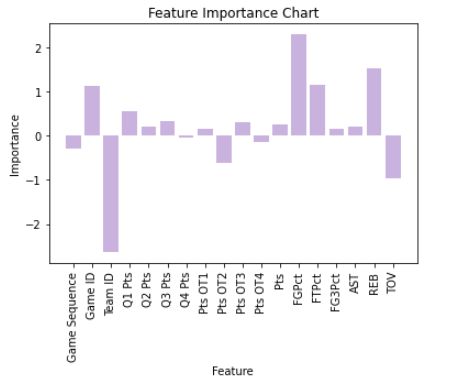 Feature Importance Chart
Importance
2
1
0
−1
−2
Game Sequence
Game ID
Team ID
Q1 Pts
Q2 Pts
Q3 Pts
Q4 Pts
Pts OT1
Pts OT2
Pts OT3
Pts OT4
Pts
FGPct
FTPct
FG3Pct
AST
REB
TOV
Feature